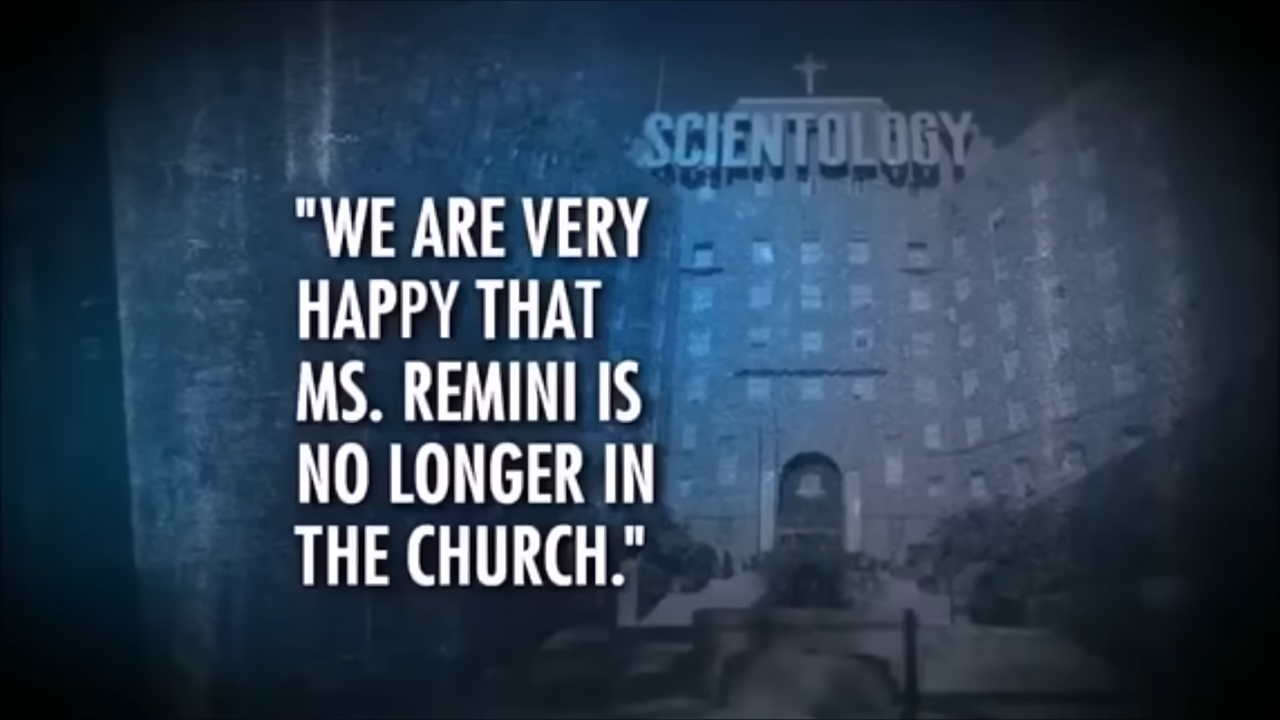 SCIENTOLOGY
"WE ARE VERY
HAPPY THAT
MS. REMINI IS
NO LONGER IN
THE CHURCH."